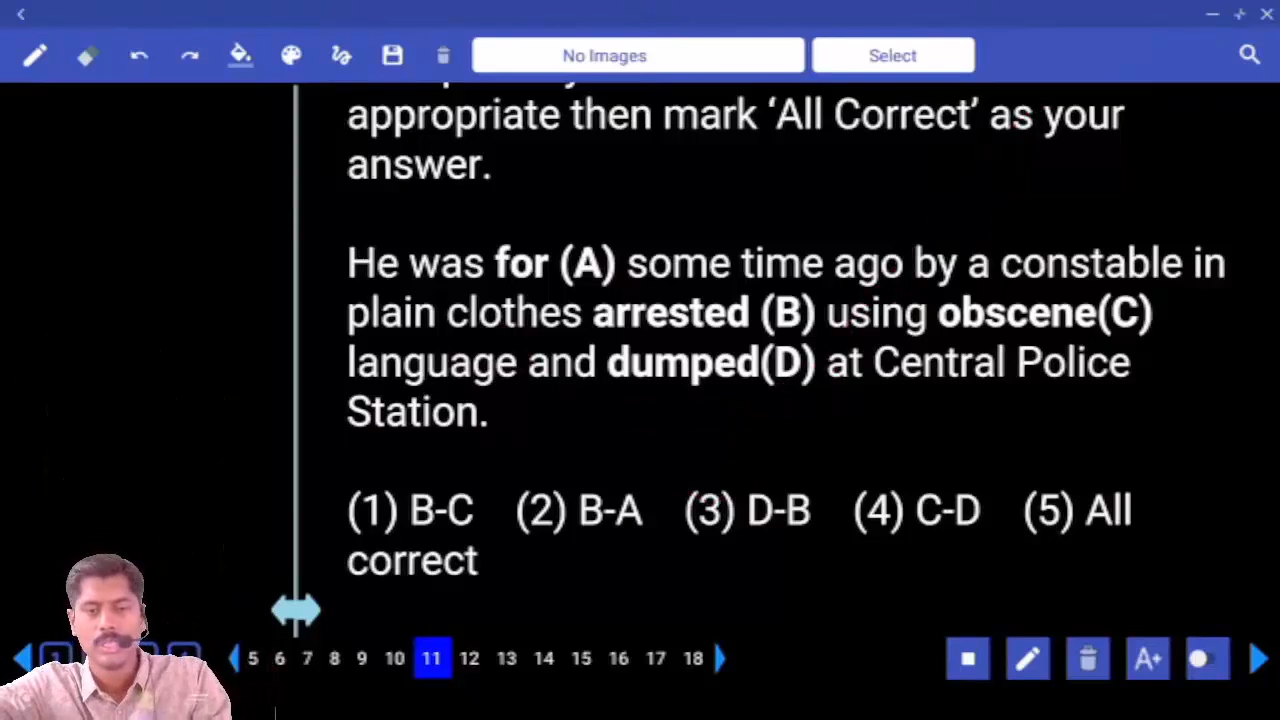 No Images
Select
appropriate then mark ‘All Correct’ as your
answer.
He was for (A) some time ago by a constable in
plain clothes arrested (B) using obscene(C)
language and dumped(D) at Central Police
Station.
(1) B-C (2) B-A (3) D-B (4) C-D (5) All
correct
5 6 7 8 9 10 11 12 13 14 15 16 17 18
A+